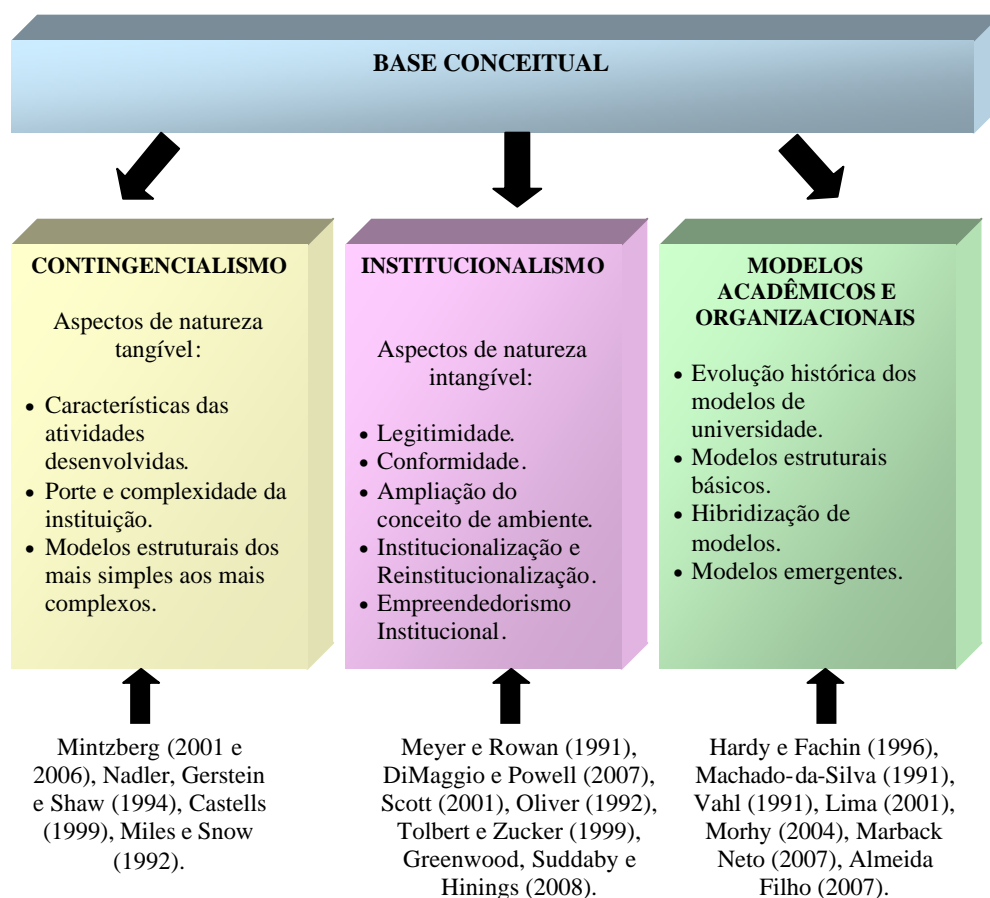 BASE CONCEITUAL
CONTINGENCIALISMO
Aspectos de natureza
tangível:
• Características das
atividades
desenvolvidas.
• Porte e complexidade da
instituição.
• Modelos estruturais dos
mais simples aos mais
complexos.
Mintzberg (2001 e
2006), Nadler, Gerstein
e Shaw (1994), Castells
(1999), Miles e Snow
(1992).
INSTITUCIONALISMO
Aspectos de natureza
intangível:
• Legitimidade.
• Conformidade.
• Ampliação do
conceito de ambiente.
• Institucionalização e
Reinstitucionalização.
• Empreendedorismo
Institucional.
Meyer e Rowan (1991),
DiMaggio e Powell (2007),
Scott (2001), Oliver (1992),
Tolbert e Zucker (1999),
Greenwood, Suddaby e
Hinings (2008).
MODELOS
ACADÊMICOS E
ORGANIZACIONAIS
• Evolução histórica dos
modelos de
universidade.
• Modelos estruturais
básicos.
• Hibridização de
modelos.
• Modelos emergentes.
Hardy e Fachin (1996),
Machado-da-Silva (1991),
Vahl (1991), Lima (2001),
Morhy (2004), Marback
Neto (2007), Almeida
Filho (2007).